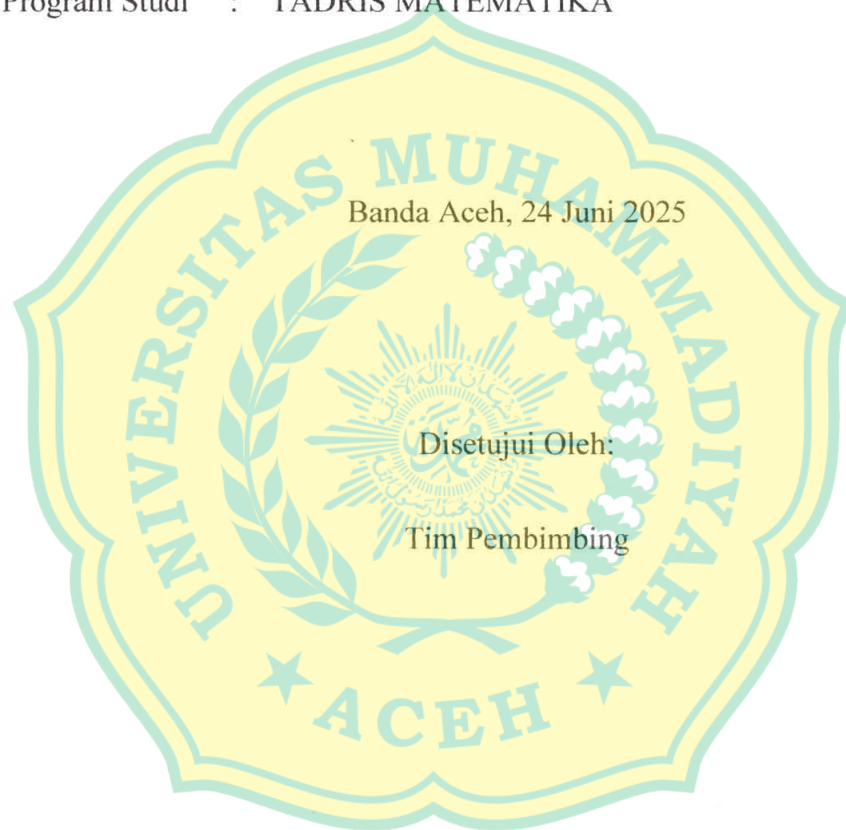 Program Studi : TADRIS MATEMATIKA
UNIVERSITAS MUHAMMADIYAH
Banda Aceh, 24 Juni 2025
Disetujui Oleh:
Tim Pembimbing
★ ACEH ★